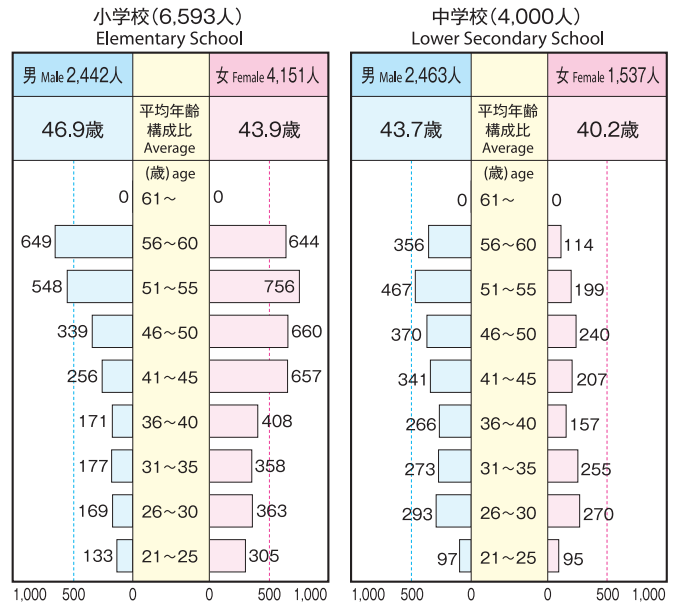 小学校（6,593人）
Elementary School
男 Male 2,442人
女 Female 4,151人
46.9歳
平均年齢
構成比
Average
43.9歳
(歳) age
0 61～ 0
649 56～60 644
548 51～55 756
339 46～50 660
256 41～45 657
171 36～40 408
177 31～35 358
169 26～30 363
133 21～25 305
1,000 500 0 0 500 1,000
中学校（4,000人）
Lower Secondary School
男 Male 2,463人
女 Female 1,537人
43.7歳
平均年齢
構成比
Average
40.2歳
(歳) age
0 61～ 0
356 56～60 114
467 51～55 199
370 46～50 240
341 41～45 207
266 36～40 157
273 31～35 255
293 26～30 270
97 21～25 95
1,000 500 0 0 500 1,000